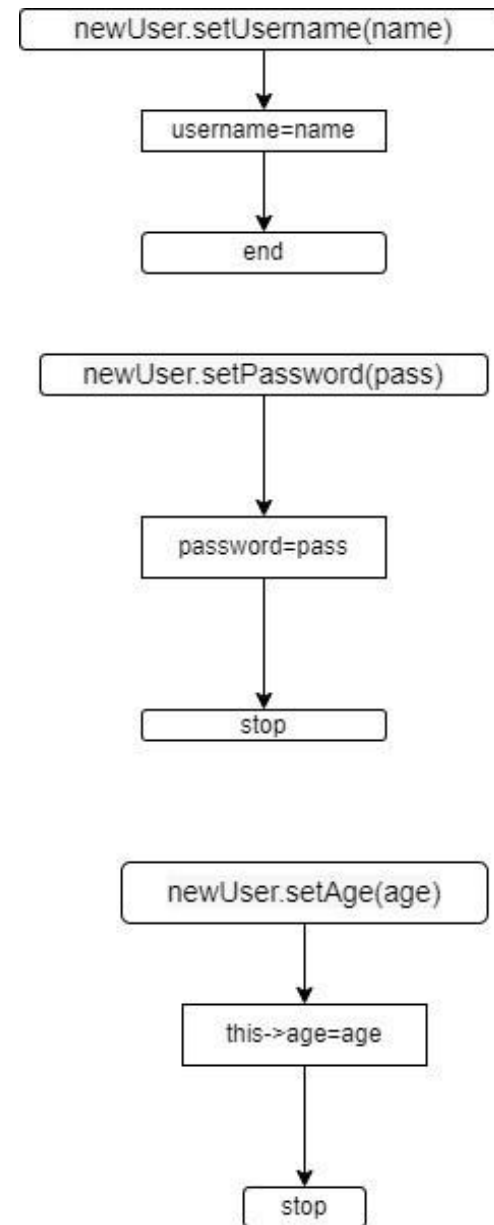 newUser.setUsername(name)
username=name
end
newUser.setPassword(pass)
password=pass
stop
newUser.setAge(age)
this->age=age
stop